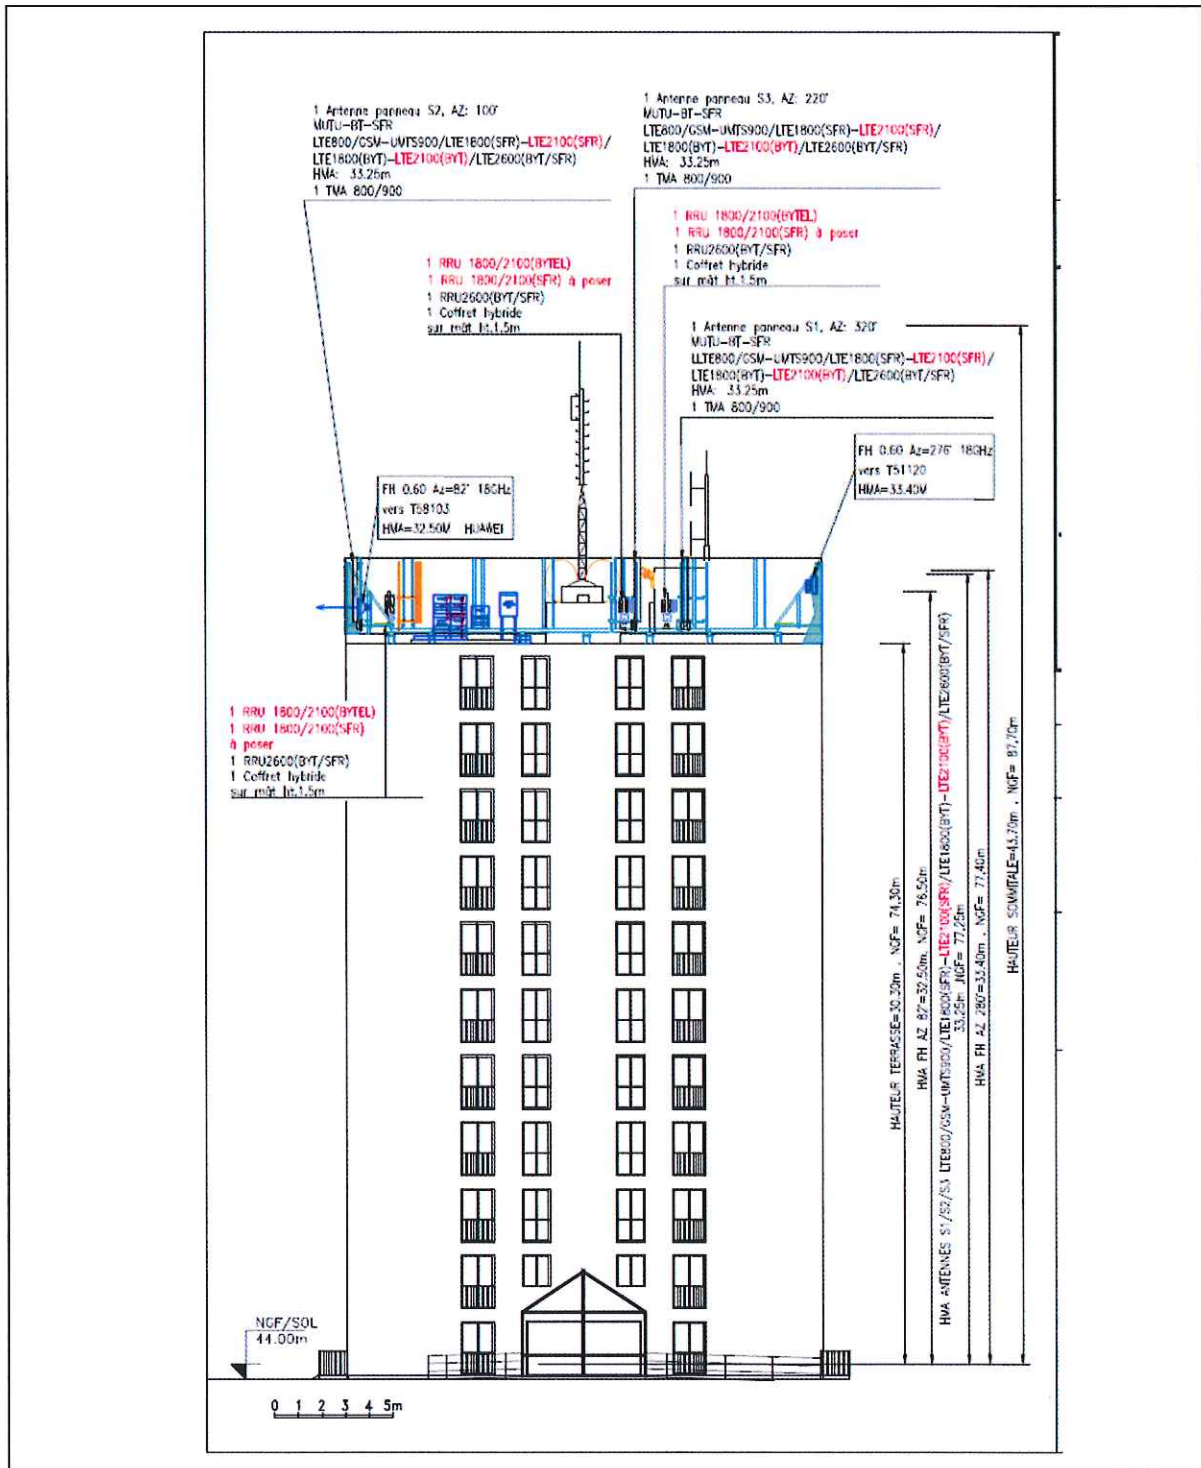 1 Antenne panneau S2, AZ: 100°
MUTU-BT-SFR
LTE800/GSM-UMTS900/LTE1800(SFR)-LTE2100(SFR)/
LTE1800(BYT)-LTE2100(BYT)/LTE2600(BYT/SFR)
HMA: 33.25m
1 TMA 800/900
1 Antenne panneau S3, AZ: 220°
MUTU-BT-SFR
LTE800/GSM-UMTS900/LTE1800(SFR)-LTE2100(SFR)/
LTE1800(BYT)-LTE2100(BYT)/LTE2600(BYT/SFR)
HMA: 33.25m
1 TMA 800/900
1 RRU 1800/2100(BYTEL)
1 RRU 1800/2100(SFR) à poser
1 RRU2600(BYT/SFR)
1 Coffret hybride
sur mât ht.1.5m
1 RRU 1800/2100(BYTEL)
1 RRU 1800/2100(SFR) à poser
1 RRU2600(BYT/SFR)
1 Coffret hybride
sur mât ht.1.5m
1 Antenne panneau S1, AZ: 320°
MUTU-BT-SFR
LLTE800/GSM-UMTS900/LTE1800(SFR)-LTE2100(SFR)/
LTE1800(BYT)-LTE2100(BYT)/LTE2600(BYT/SFR)
HMA: 33.25m
1 TMA 800/900
FH 0.60 Az=276° 18GHz
vers T51120
HMA=33.40M
FH 0.60 Az=82° 18GHz
vers T58103
HMA=32.50M HUAWEI
1 RRU 1800/2100(BYTEL)
1 RRU 1800/2100(SFR)
à poser
1 RRU2600(BYT/SFR)
1 Coffret hybride
sur mât ht.1.5m
HAUTEUR TERRASSE=30,30m , NGF= 74,30m
HMA FH AZ 82°=32,50m, NGF= 76,50m
HMA ANTENNES S1/S2/S3 LTE800/GSM-UMTS900/LTE1800(SFR)-LTE2100(SFR)/LTE1800(BYT)-LTE2100(BYT)/LTE2600(BYT/SFR)
33,25m ,NGF= 77,25m
HMA FH AZ 280°=33,40m , NGF= 77,40m
HAUTEUR SOMMITALE=43,70m , NGF= 87,70m
NGF/SOL
44.00m
0 1 2 3 4 5m